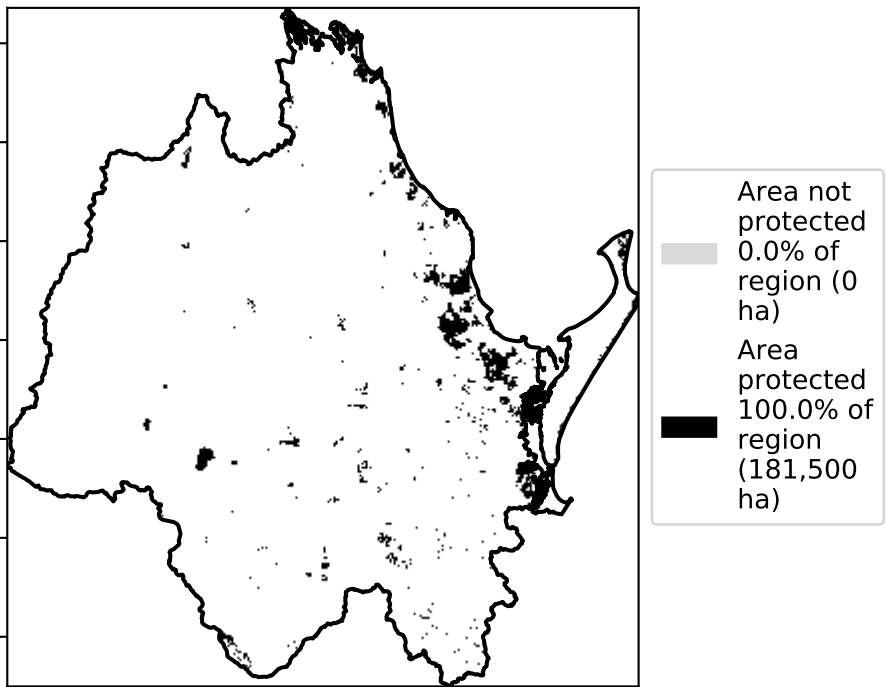 Area not
protected
0.0% of
region (0
ha)
Area
protected
100.0% of
region
(181,500
ha)